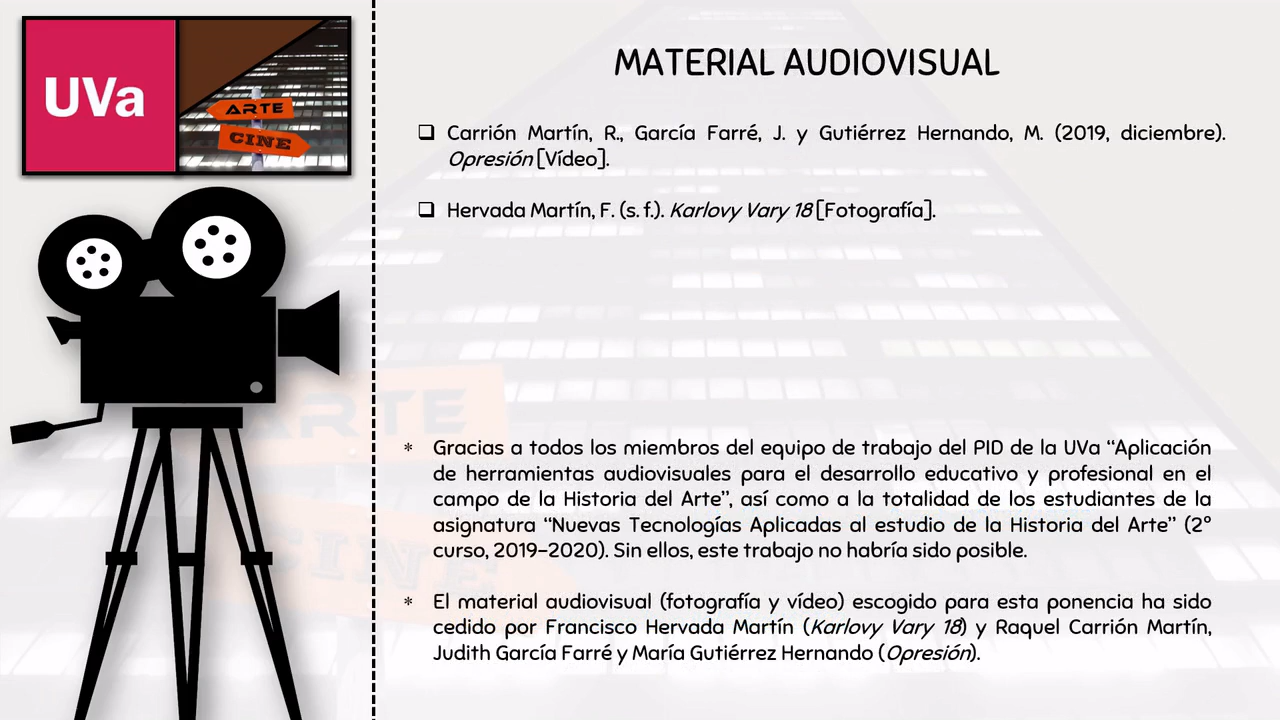 UVa
ARTE
CINE
MATERIAL AUDIOVISUAL
❑ Carrión Martín, R., García Farré, J. y Gutiérrez Hernando, M. (2019, diciembre).
Opresión [Vídeo].
❑ Hervada Martín, F. (s. f.). Karlovy Vary 18 [Fotografía].
ARTE
CINE
* Gracias a todos los miembros del equipo de trabajo del PID de la UVa “Aplicación
de herramientas audiovisuales para el desarrollo educativo y profesional en el
campo de la Historia del Arte”, así como a la totalidad de los estudiantes de la
asignatura “Nuevas Tecnologías Aplicadas al estudio de la Historia del Arte” (2º
curso, 2019-2020). Sin ellos, este trabajo no habría sido posible.
* El material audiovisual (fotografía y vídeo) escogido para esta ponencia ha sido
cedido por Francisco Hervada Martín (Karlovy Vary 18) y Raquel Carrión Martín,
Judith García Farré y María Gutiérrez Hernando (Opresión).